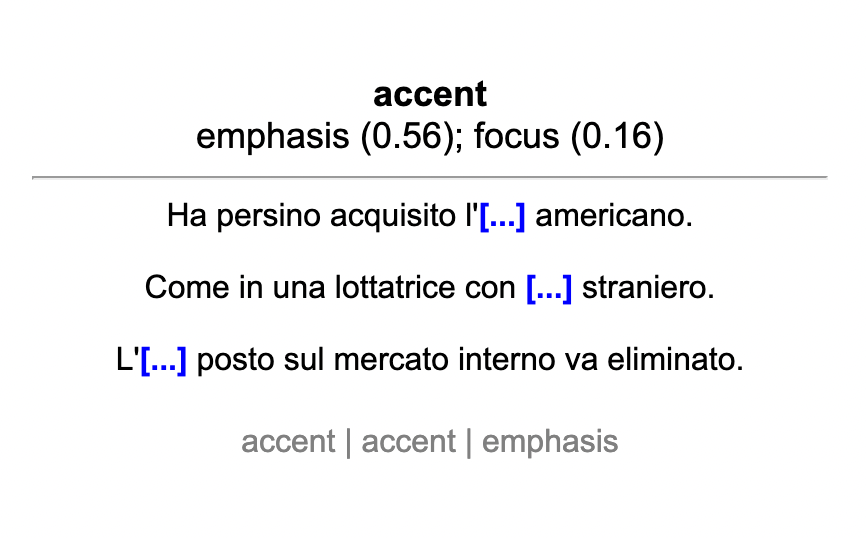 accent
emphasis (0.56); focus (0.16)
Ha persino acquisito l'[...] americano.
Come in una lottatrice con [...] straniero.
L'[...] posto sul mercato interno va eliminato.
accent | accent | emphasis